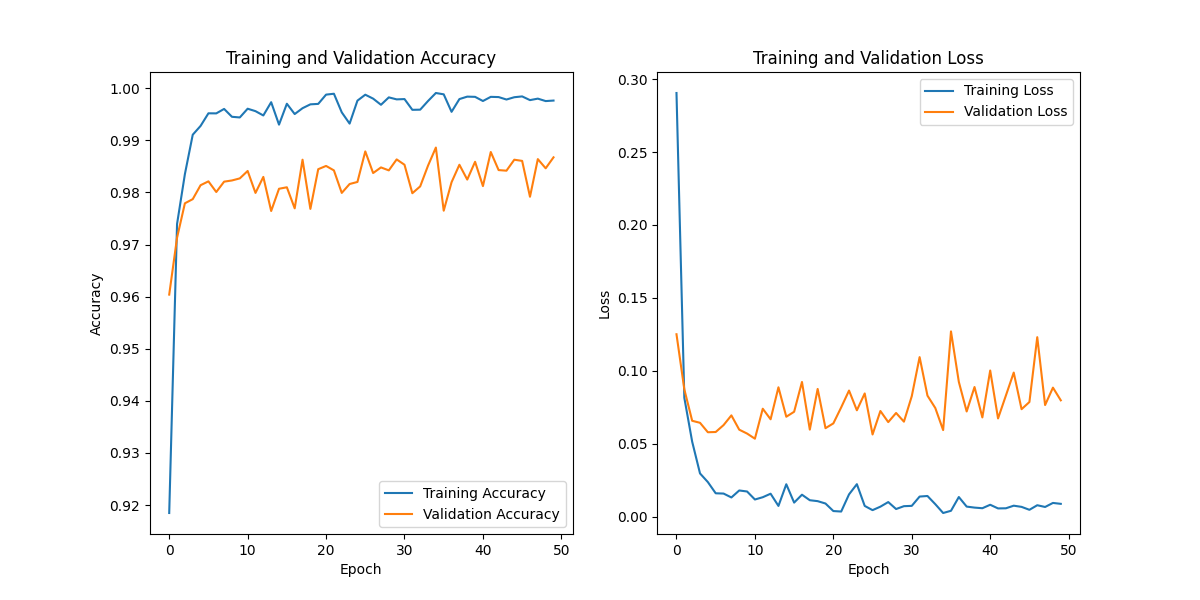 Training and Validation Accuracy
1.00
0.99
0.98
0.97
0.96
0.95
0.94
0.93
0.92
Accuracy
0
10
20
30
40
50
Epoch
Training Accuracy
Validation Accuracy
Training and Validation Loss
0.30
0.25
0.20
0.15
0.10
0.05
0.00
Loss
0
10
20
30
40
50
Epoch
Training Loss
Validation Loss